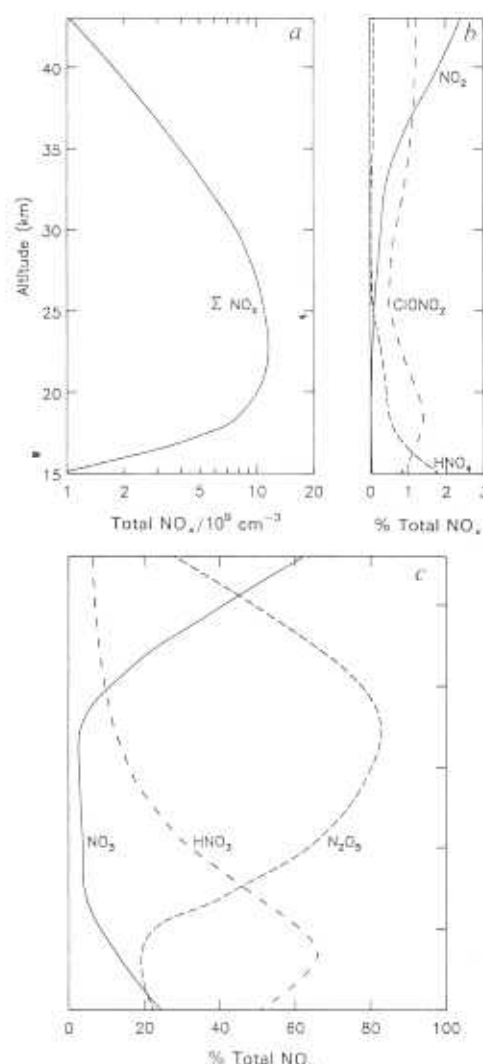 a
40
35
30
25
20
15
Altitude (km)
Σ NOₓ
1
2
5
10
20
Total NOₓ/10⁹ cm⁻³
b
NO₂
ClONO₂
HNO₄
0
1
2
% Total NOₓ
c
NO₃
HNO₃
N₂O₅
0
20
40
60
80
100
% Total NO